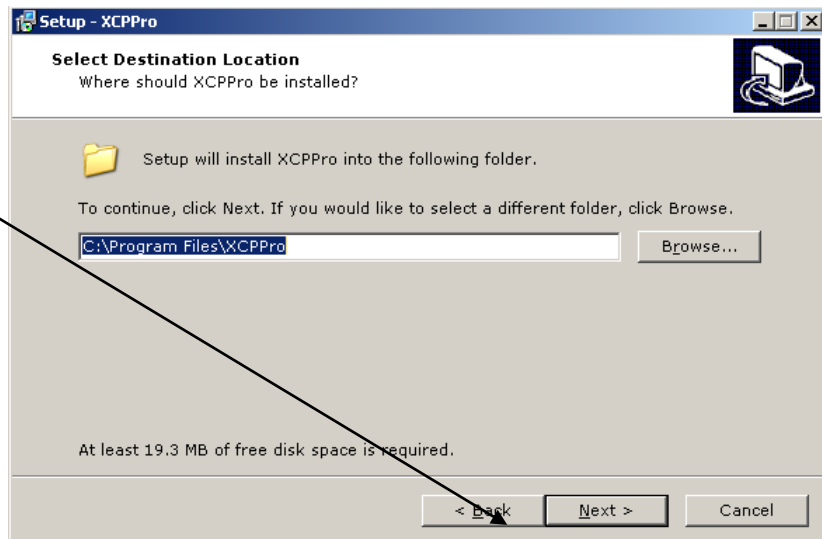 Setup - XCPPro
Select Destination Location
Where should XCPPro be installed?
Setup will install XCPPro into the following folder.
To continue, click Next. If you would like to select a different folder, click Browse.
C:\Program Files\XCPPro
Browse...
At least 19.3 MB of free disk space is required.
< Back
Next >
Cancel